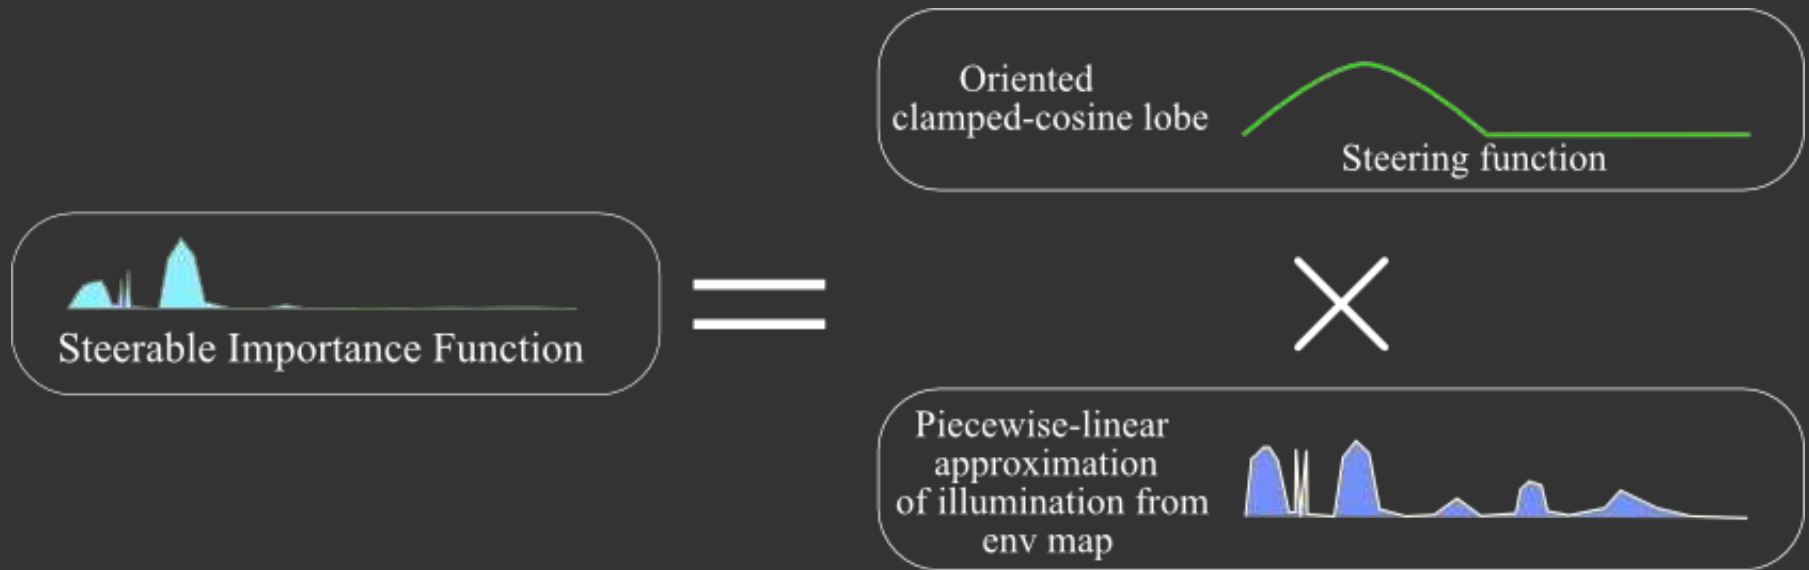 Oriented
clamped-cosine lobe
Steering function
Steerable Importance Function
Piecewise-linear
approximation
of illumination from
env map